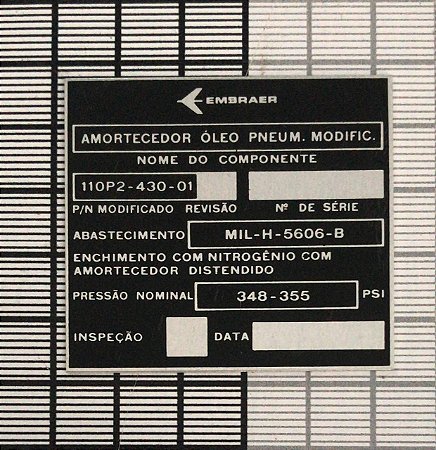 EMBRAER
AMORTECEDOR ÓLEO PNEUM. MODIFIC.
NOME DO COMPONENTE
110P2-430-01
P/N MODIFICADO REVISÃO Nº DE SÉRIE
ABASTECIMENTO MIL-H-5606-B
ENCHIMENTO COM NITROGÊNIO COM
AMORTECEDOR DISTENDIDO
PRESSÃO NOMINAL 348-355 PSI
INSPEÇÃO DATA